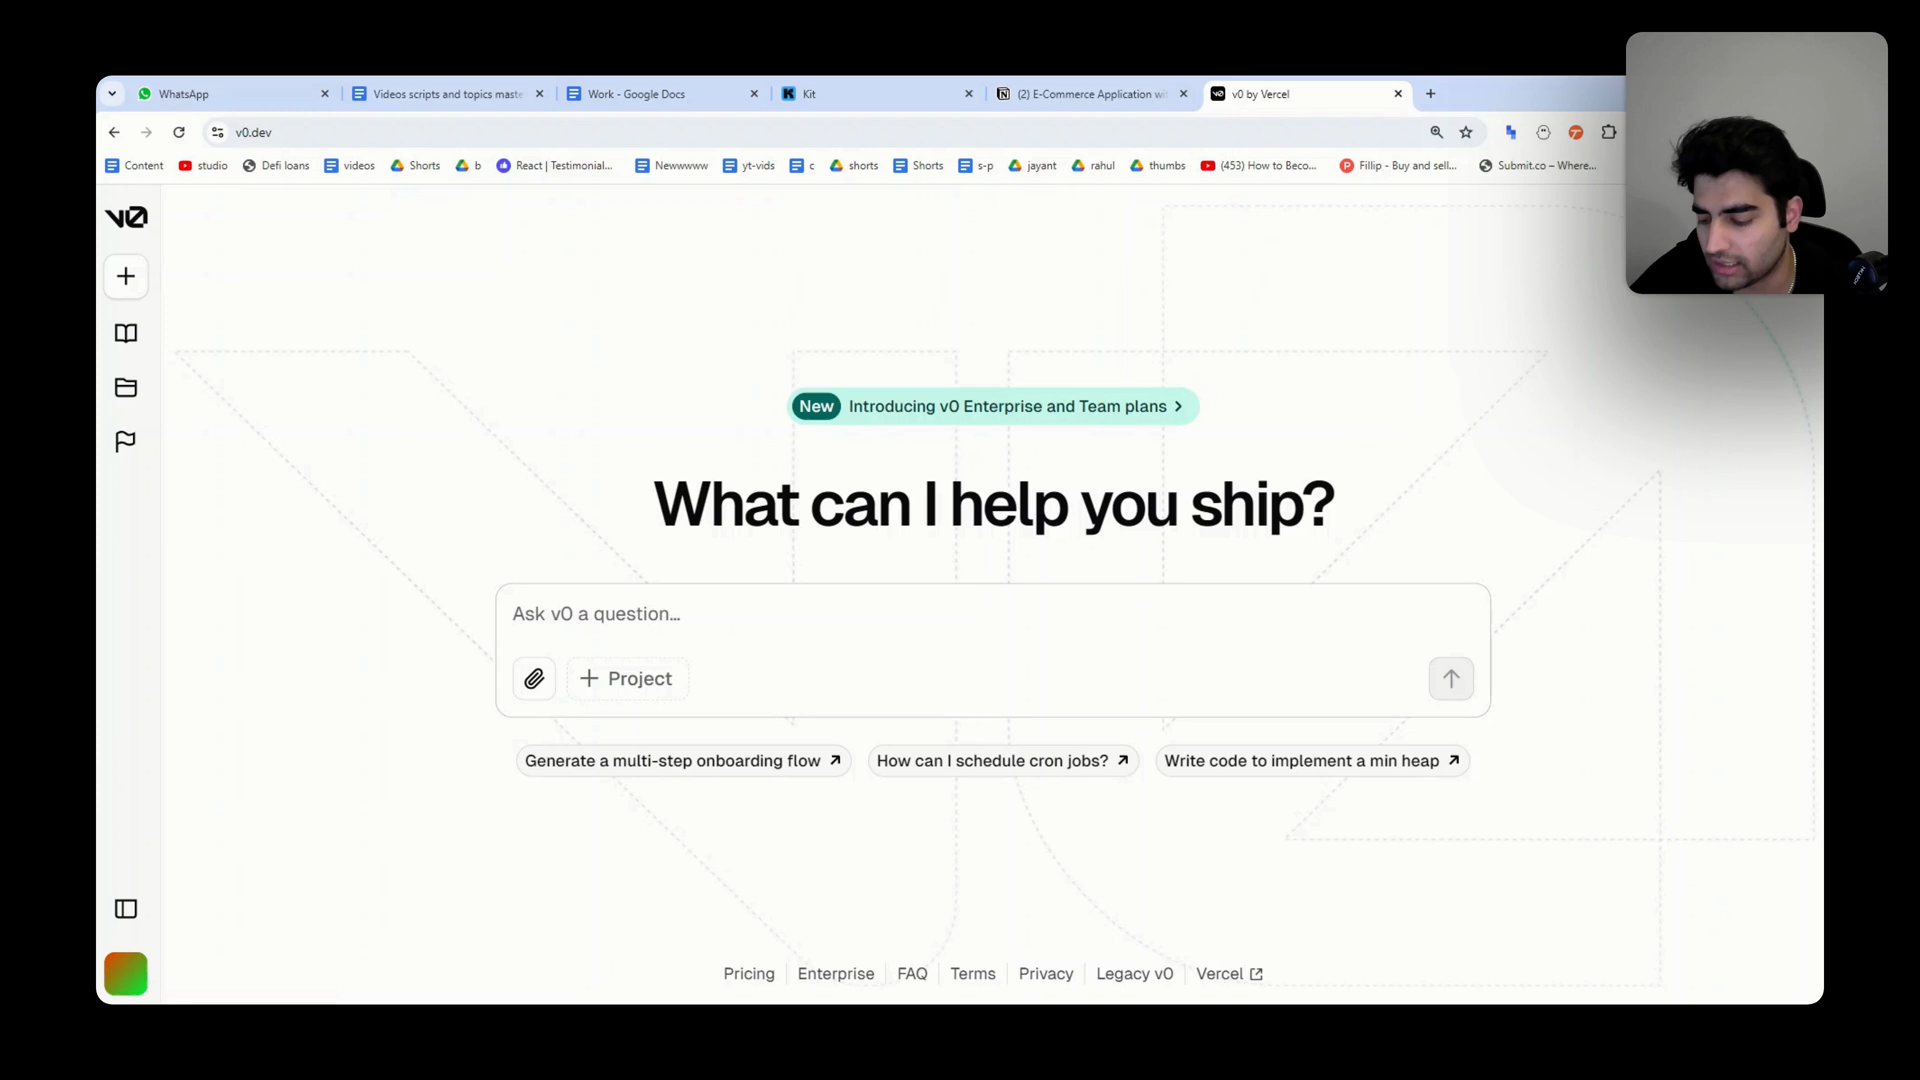 WhatsApp
Videos scripts and topics maste
Work - Google Docs
Kit
(2) E-Commerce Application wi
v0 by Vercel
v0.dev
Content
studio
Defi loans
videos
Shorts
b
React | Testimonial...
Newwwww
yt-vids
c
shorts
Shorts
s-p
jayant
rahul
thumbs
(453) How to Beco...
Fillip - Buy and sell...
Submit.co – Where...
v0
New Introducing v0 Enterprise and Team plans
What can I help you ship?
Ask v0 a question...
Project
Generate a multi-step onboarding flow
How can I schedule cron jobs?
Write code to implement a min heap
Pricing
Enterprise
FAQ
Terms
Privacy
Legacy v0
Vercel